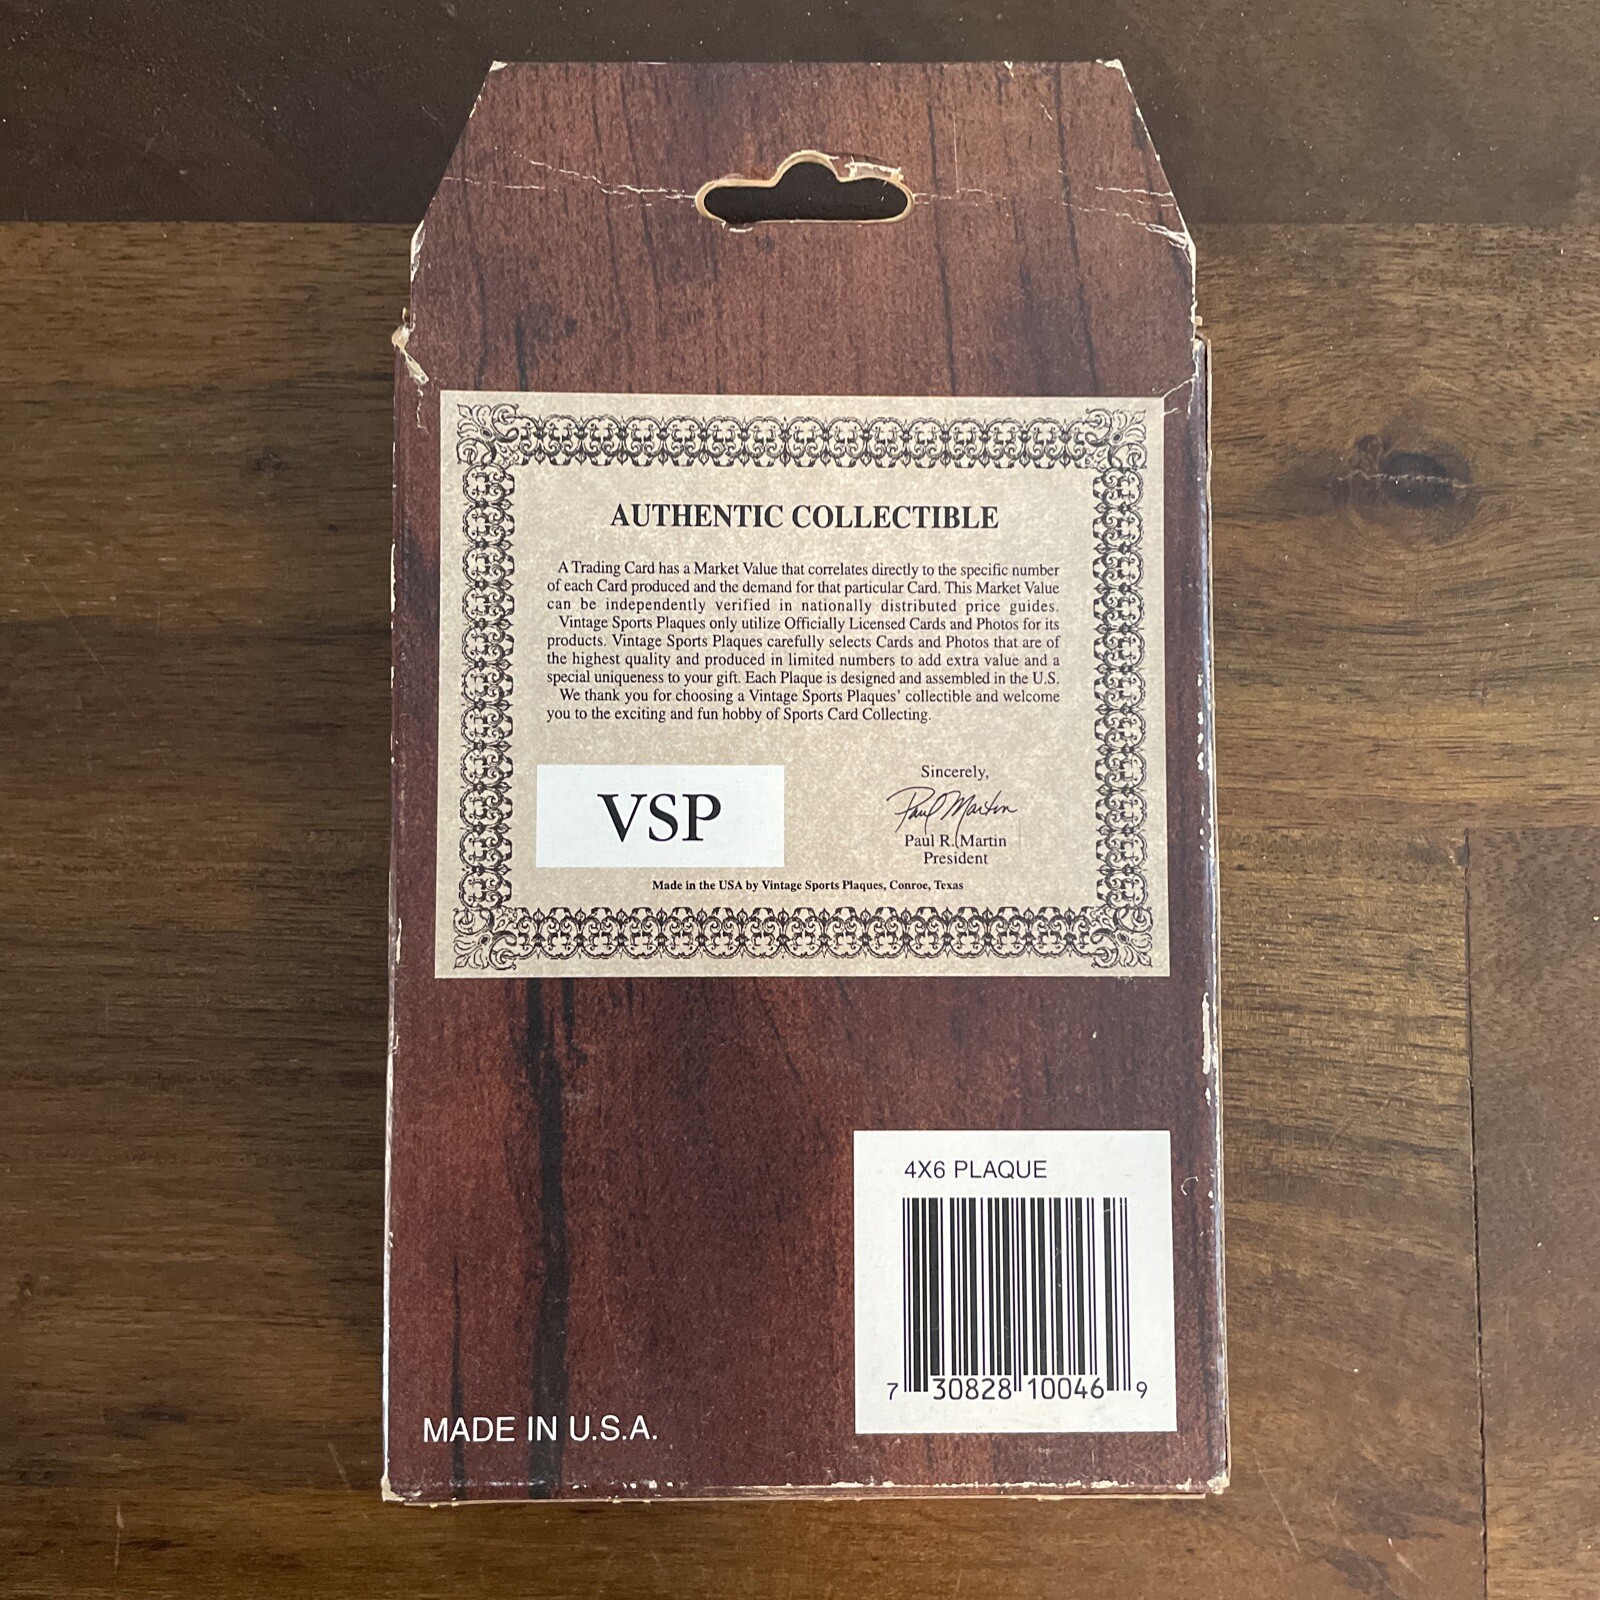 AUTHENTIC COLLECTIBLE
A Trading Card has a Market Value that correlates directly to the specific number
of each Card produced and the demand for that particular Card. This Market Value
can be independently verified in nationally distributed price guides.
Vintage Sports Plaques only utilize Officially Licensed Cards and Photos for its
products. Vintage Sports Plaques carefully selects Cards and Photos that are of
the highest quality and produced in limited numbers to add extra value and a
special uniqueness to your gift. Each Plaque is designed and assembled in the U.S.
We thank you for choosing a Vintage Sports Plaques' collectible and welcome
you to the exciting and fun hobby of Sports Card Collecting.
VSP
Sincerely,
Paul Martin
Paul R. Martin
President
Made in the USA by Vintage Sports Plaques, Conroe, Texas
4X6 PLAQUE
7 30828 10046 9
MADE IN U.S.A.